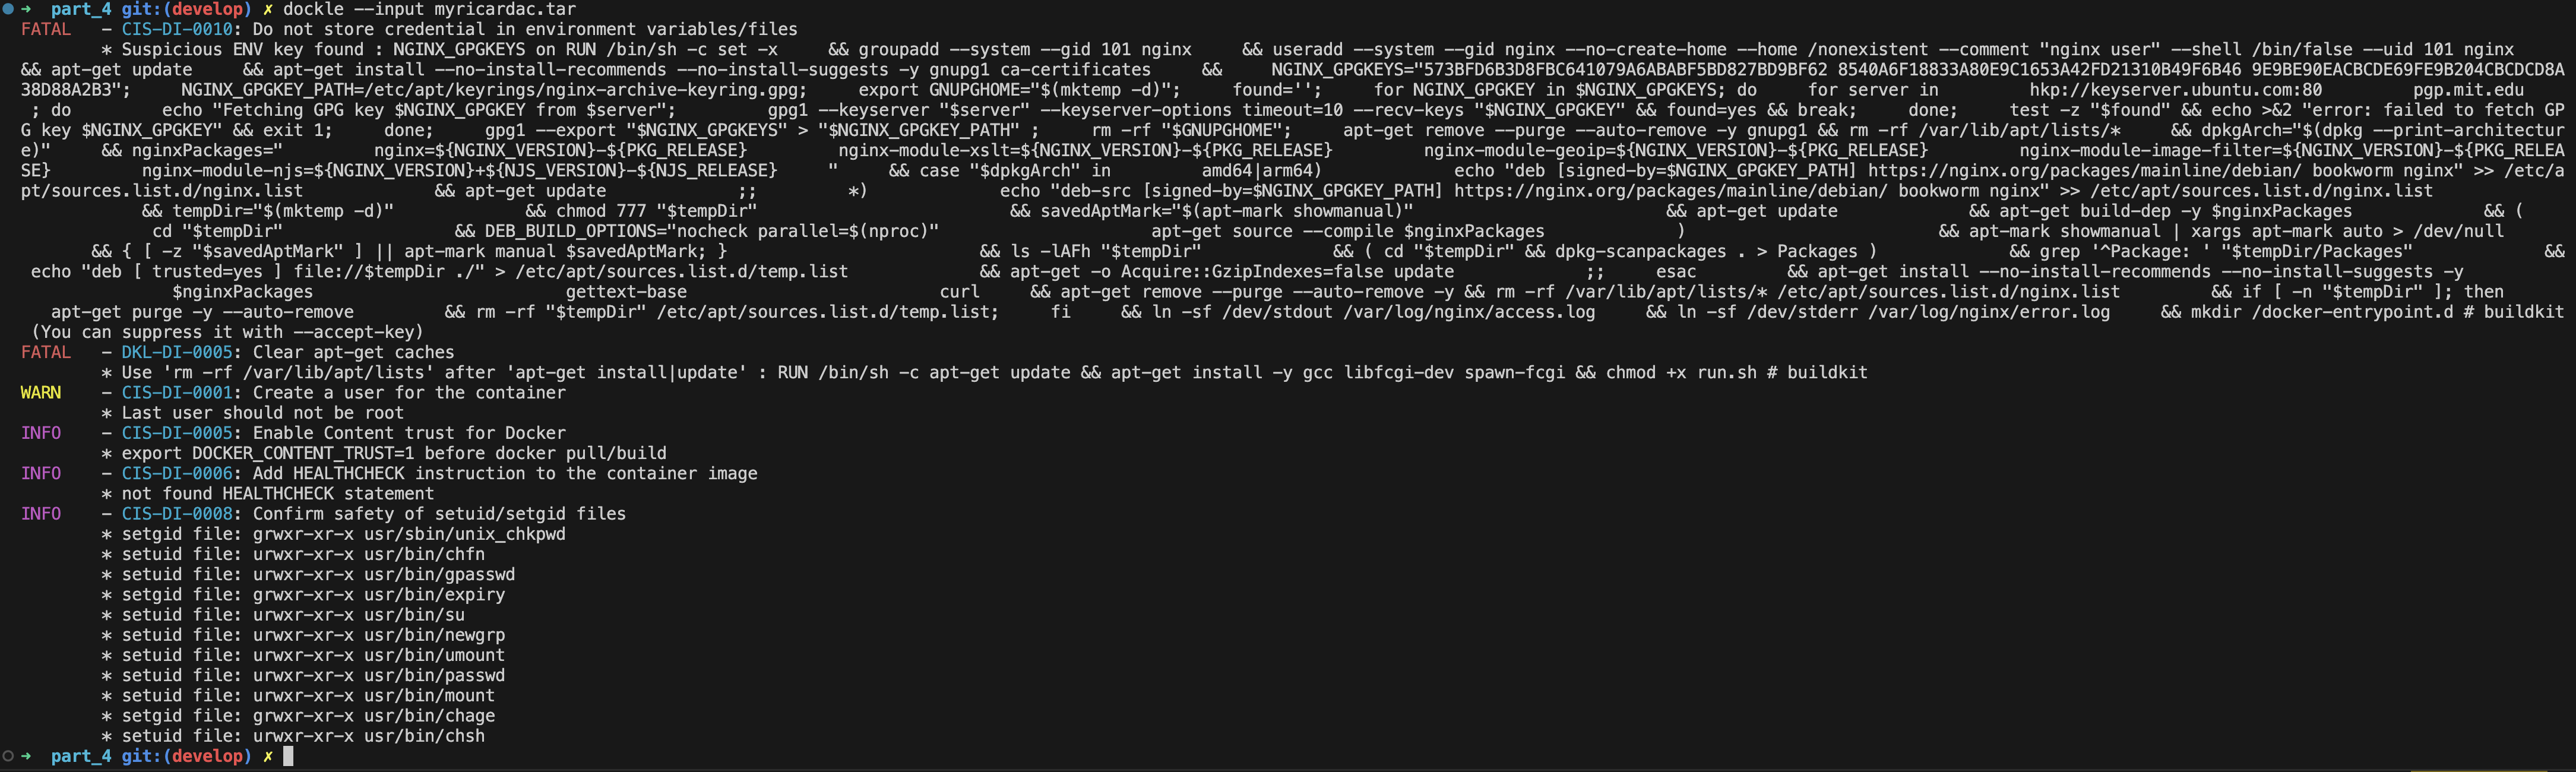 ➜  part_4 git:(develop) ✗ dockle --input myricardac.tar
FATAL   - CIS-DI-0010: Do not store credential in environment variables/files
        * Suspicious ENV key found : NGINX_GPGKEYS on RUN /bin/sh -c set -x     && groupadd --system --gid 101 nginx     && useradd --system --gid nginx --no-create-home --home /nonexistent --comment "nginx user" --shell /bin/false --uid 101 nginx
&& apt-get update     && apt-get install --no-install-recommends --no-install-suggests -y gnupg1 ca-certificates     &&     NGINX_GPGKEYS="573BFD6B3D8FBC641079A6ABABF5BD827BD9BF62 8540A6F18833A80E9C1653A42FD21310B49F6B46 9E9BE90EACBCDE69FE9B204CBCDCD8A
38D88A2B3";     NGINX_GPGKEY_PATH=/etc/apt/keyrings/nginx-archive-keyring.gpg;     export GNUPGHOME="$(mktemp -d)";     found='';     for NGINX_GPGKEY in $NGINX_GPGKEYS; do     for server in         hkp://keyserver.ubuntu.com:80         pgp.mit.edu
 ; do         echo "Fetching GPG key $NGINX_GPGKEY from $server";         gpg1 --keyserver "$server" --keyserver-options timeout=10 --recv-keys "$NGINX_GPGKEY" && found=yes && break;     done;     test -z "$found" && echo >&2 "error: failed to fetch GP
G key $NGINX_GPGKEY" && exit 1;     done;     gpg1 --export "$NGINX_GPGKEYS" > "$NGINX_GPGKEY_PATH" ;     rm -rf "$GNUPGHOME";     apt-get remove --purge --auto-remove -y gnupg1 && rm -rf /var/lib/apt/lists/*     && dpkgArch="$(dpkg --print-architectur
e)"     && nginxPackages="         nginx=${NGINX_VERSION}-${PKG_RELEASE}         nginx-module-xslt=${NGINX_VERSION}-${PKG_RELEASE}         nginx-module-geoip=${NGINX_VERSION}-${PKG_RELEASE}         nginx-module-image-filter=${NGINX_VERSION}-${PKG_RELEA
SE}         nginx-module-njs=${NGINX_VERSION}+${NJS_VERSION}-${NJS_RELEASE}     "     && case "$dpkgArch" in         amd64|arm64)             echo "deb [signed-by=$NGINX_GPGKEY_PATH] https://nginx.org/packages/mainline/debian/ bookworm nginx" >> /etc/a
pt/sources.list.d/nginx.list             && apt-get update             ;;         *)             echo "deb-src [signed-by=$NGINX_GPGKEY_PATH] https://nginx.org/packages/mainline/debian/ bookworm nginx" >> /etc/apt/sources.list.d/nginx.list
            && tempDir="$(mktemp -d)"             && chmod 777 "$tempDir"                         && savedAptMark="$(apt-mark showmanual)"                         && apt-get update             && apt-get build-dep -y $nginxPackages             && (
             cd "$tempDir"                 && DEB_BUILD_OPTIONS="nocheck parallel=$(nproc)"                     apt-get source --compile $nginxPackages             )                         && apt-mark showmanual | xargs apt-mark auto > /dev/null
       && { [ -z "$savedAptMark" ] || apt-mark manual $savedAptMark; }                         && ls -lAFh "$tempDir"             && ( cd "$tempDir" && dpkg-scanpackages . > Packages )             && grep '^Package: ' "$tempDir/Packages"             &&
 echo "deb [ trusted=yes ] file://$tempDir ./" > /etc/apt/sources.list.d/temp.list             && apt-get -o Acquire::GzipIndexes=false update             ;;     esac         && apt-get install --no-install-recommends --no-install-suggests -y
               $nginxPackages                         gettext-base                         curl     && apt-get remove --purge --auto-remove -y && rm -rf /var/lib/apt/lists/* /etc/apt/sources.list.d/nginx.list         && if [ -n "$tempDir" ]; then
   apt-get purge -y --auto-remove         && rm -rf "$tempDir" /etc/apt/sources.list.d/temp.list;     fi     && ln -sf /dev/stdout /var/log/nginx/access.log     && ln -sf /dev/stderr /var/log/nginx/error.log     && mkdir /docker-entrypoint.d # buildkit
 (You can suppress it with --accept-key)
FATAL   - DKL-DI-0005: Clear apt-get caches
        * Use 'rm -rf /var/lib/apt/lists' after 'apt-get install|update' : RUN /bin/sh -c apt-get update && apt-get install -y gcc libfcgi-dev spawn-fcgi && chmod +x run.sh # buildkit
WARN    - CIS-DI-0001: Create a user for the container
        * Last user should not be root
INFO    - CIS-DI-0005: Enable Content trust for Docker
        * export DOCKER_CONTENT_TRUST=1 before docker pull/build
INFO    - CIS-DI-0006: Add HEALTHCHECK instruction to the container image
        * not found HEALTHCHECK statement
INFO    - CIS-DI-0008: Confirm safety of setuid/setgid files
        * setgid file: grwxr-xr-x usr/sbin/unix_chkpwd
        * setuid file: urwxr-xr-x usr/bin/chfn
        * setuid file: urwxr-xr-x usr/bin/gpasswd
        * setgid file: grwxr-xr-x usr/bin/expiry
        * setuid file: urwxr-xr-x usr/bin/su
        * setuid file: urwxr-xr-x usr/bin/newgrp
        * setuid file: urwxr-xr-x usr/bin/umount
        * setuid file: urwxr-xr-x usr/bin/passwd
        * setuid file: urwxr-xr-x usr/bin/mount
        * setgid file: grwxr-xr-x usr/bin/chage
        * setuid file: urwxr-xr-x usr/bin/chsh
➜  part_4 git:(develop) ✗